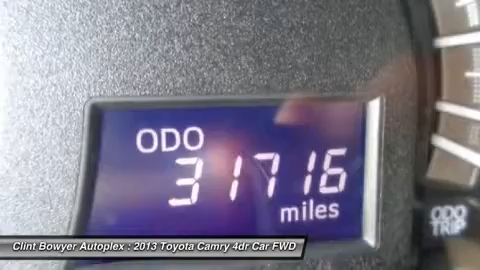 ODO
31716
miles
ODO
TRIP
Clint Bowyer Autoplex : 2013 Toyota Camry 4dr Car FWD